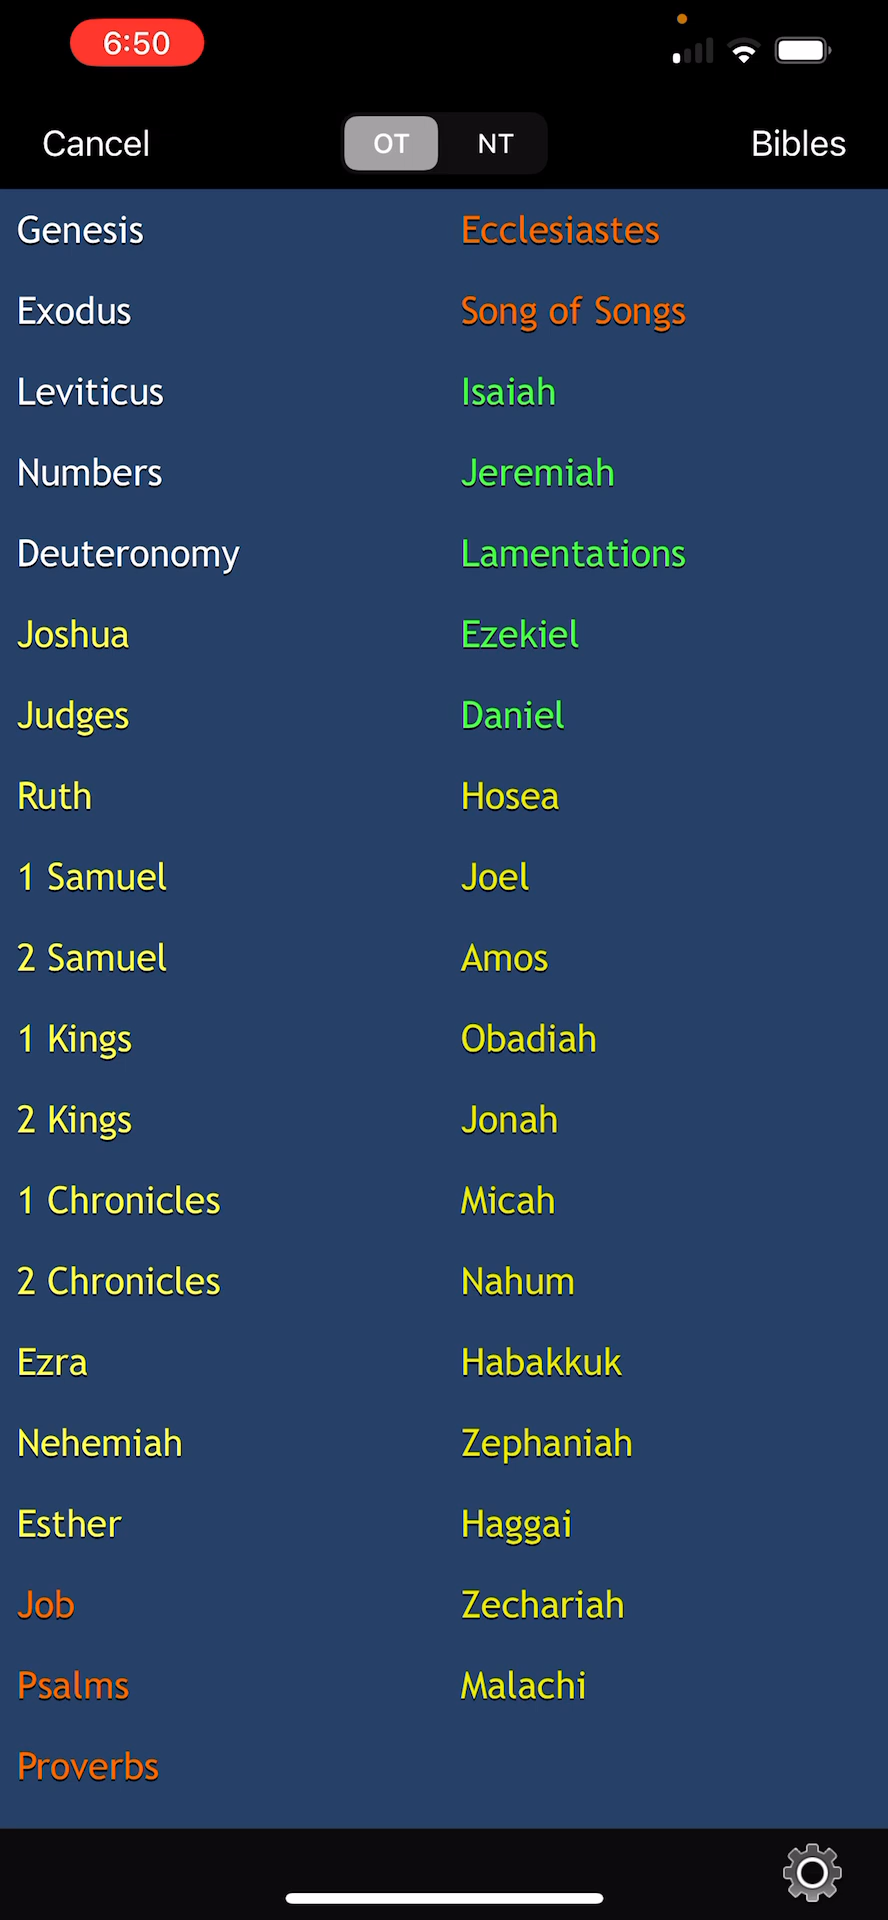 6:50
Cancel
OT
NT
Bibles
Genesis
Exodus
Leviticus
Numbers
Deuteronomy
Joshua
Judges
Ruth
1 Samuel
2 Samuel
1 Kings
2 Kings
1 Chronicles
2 Chronicles
Ezra
Nehemiah
Esther
Job
Psalms
Proverbs
Ecclesiastes
Song of Songs
Isaiah
Jeremiah
Lamentations
Ezekiel
Daniel
Hosea
Joel
Amos
Obadiah
Jonah
Micah
Nahum
Habakkuk
Zephaniah
Haggai
Zechariah
Malachi